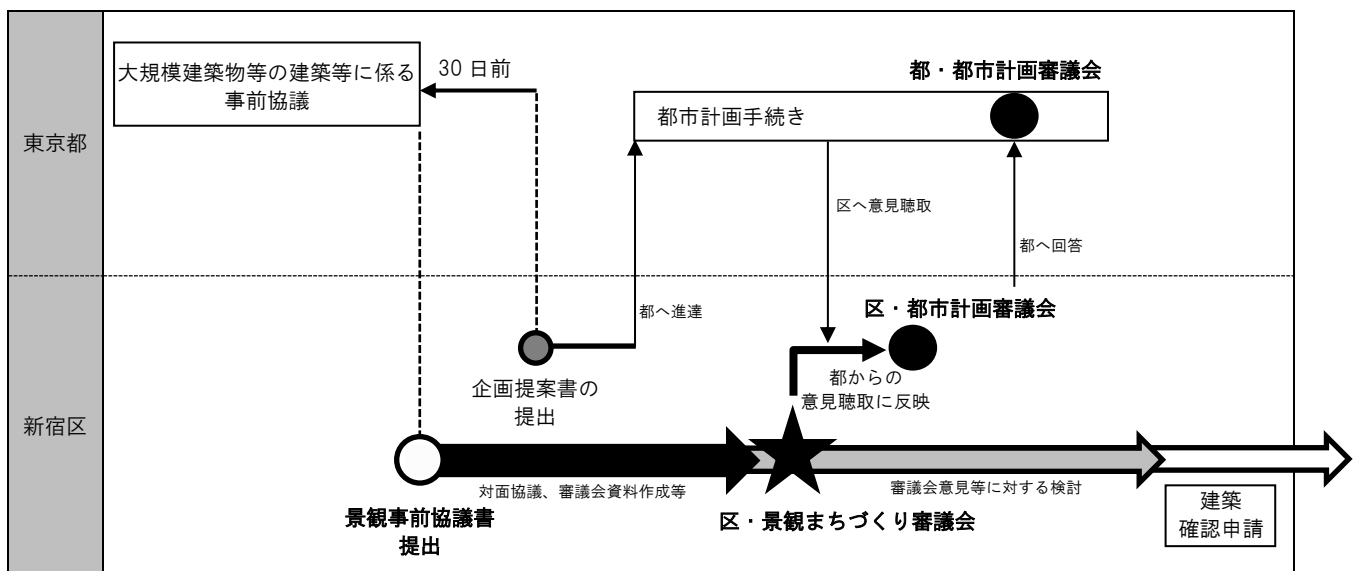 東京都
大規模建築物等の建築等に係る
事前協議
30 日前
都・都市計画審議会
都市計画手続き
区へ意見聴取
都へ回答
新宿区
都へ進達
区・都市計画審議会
企画提案書の
提出
都からの
意見聴取に反映
対面協議、審議会資料作成等
審議会意見等に対する検討
景観事前協議書
提出
区・景観まちづくり審議会
建築
確認申請